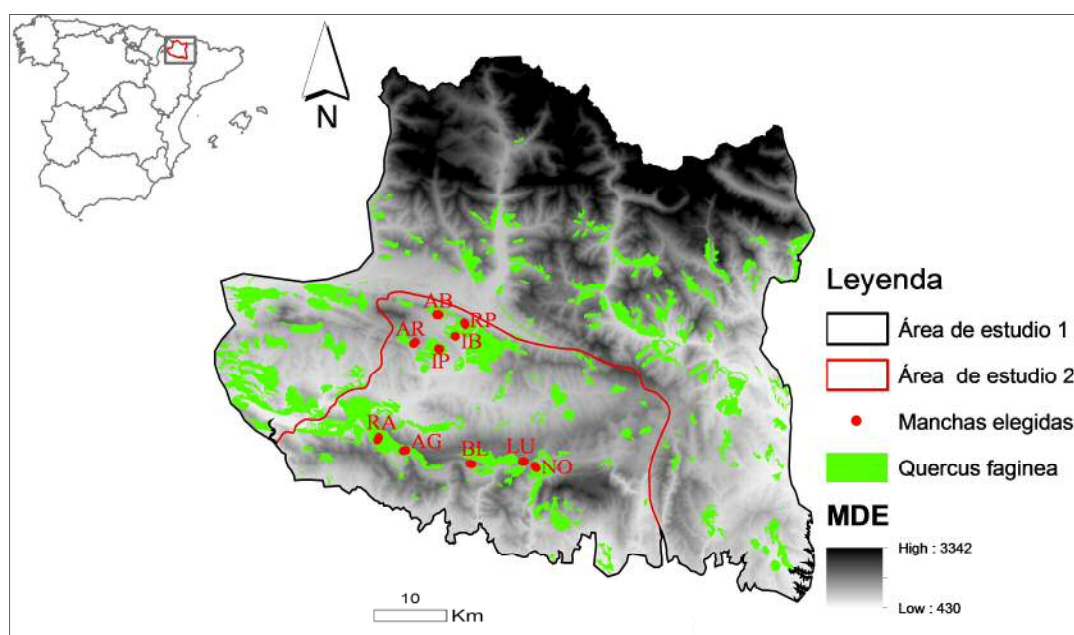 N
AB
RP
AR
IB
IP
RA
AG
BL
LU
NO
10
Km
Leyenda
Área de estudio 1
Área de estudio 2
Manchas elegidas
Quercus faginea
MDE
High : 3342
Low : 430